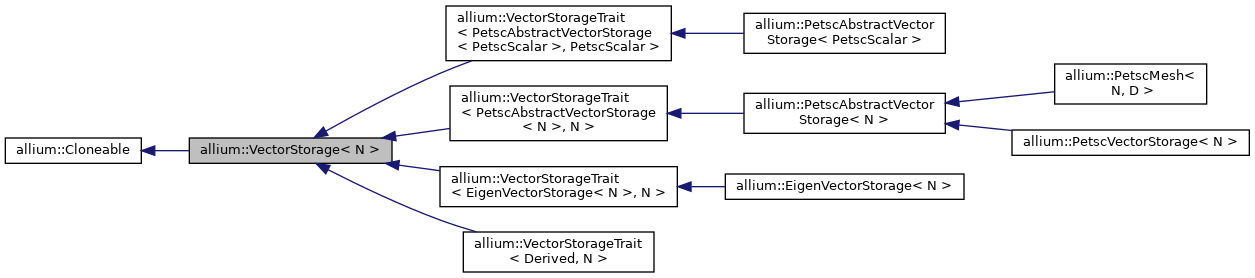 allium::Cloneable
allium::VectorStorage< N >
allium::VectorStorageTrait
< PetscAbstractVectorStorage
< PetscScalar >, PetscScalar >
allium::PetscAbstractVector
Storage< PetscScalar >
allium::VectorStorageTrait
< PetscAbstractVectorStorage
< N >, N >
allium::PetscAbstractVector
Storage< N >
allium::PetscMesh<
N, D >
allium::PetscVectorStorage< N >
allium::VectorStorageTrait
< EigenVectorStorage< N >, N >
allium::EigenVectorStorage< N >
allium::VectorStorageTrait
< Derived, N >